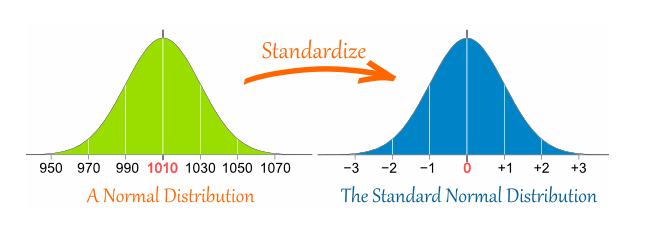 Standardize
950 970 990 1010 1030 1050 1070
A Normal Distribution
−3 −2 −1 0 +1 +2 +3
The Standard Normal Distribution